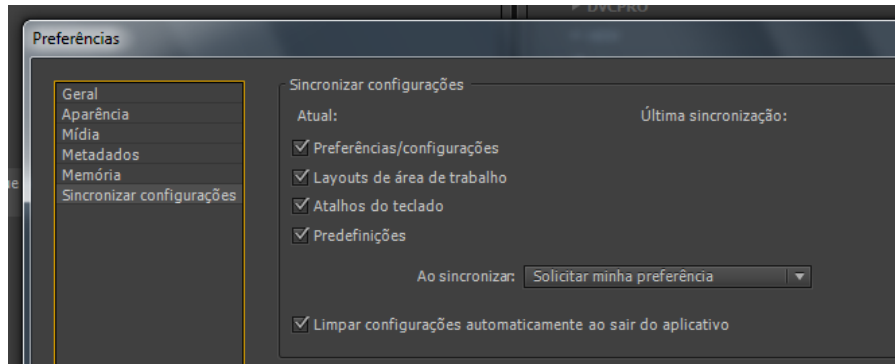 DVCPRO
Preferências
Geral
Aparência
Mídia
Metadados
Memória
Sincronizar configurações
Sincronizar configurações
Atual: Última sincronização:
Preferências/configurações
Layouts de área de trabalho
Atalhos do teclado
Predefinições
Ao sincronizar: Solicitar minha preferência
Limpar configurações automaticamente ao sair do aplicativo